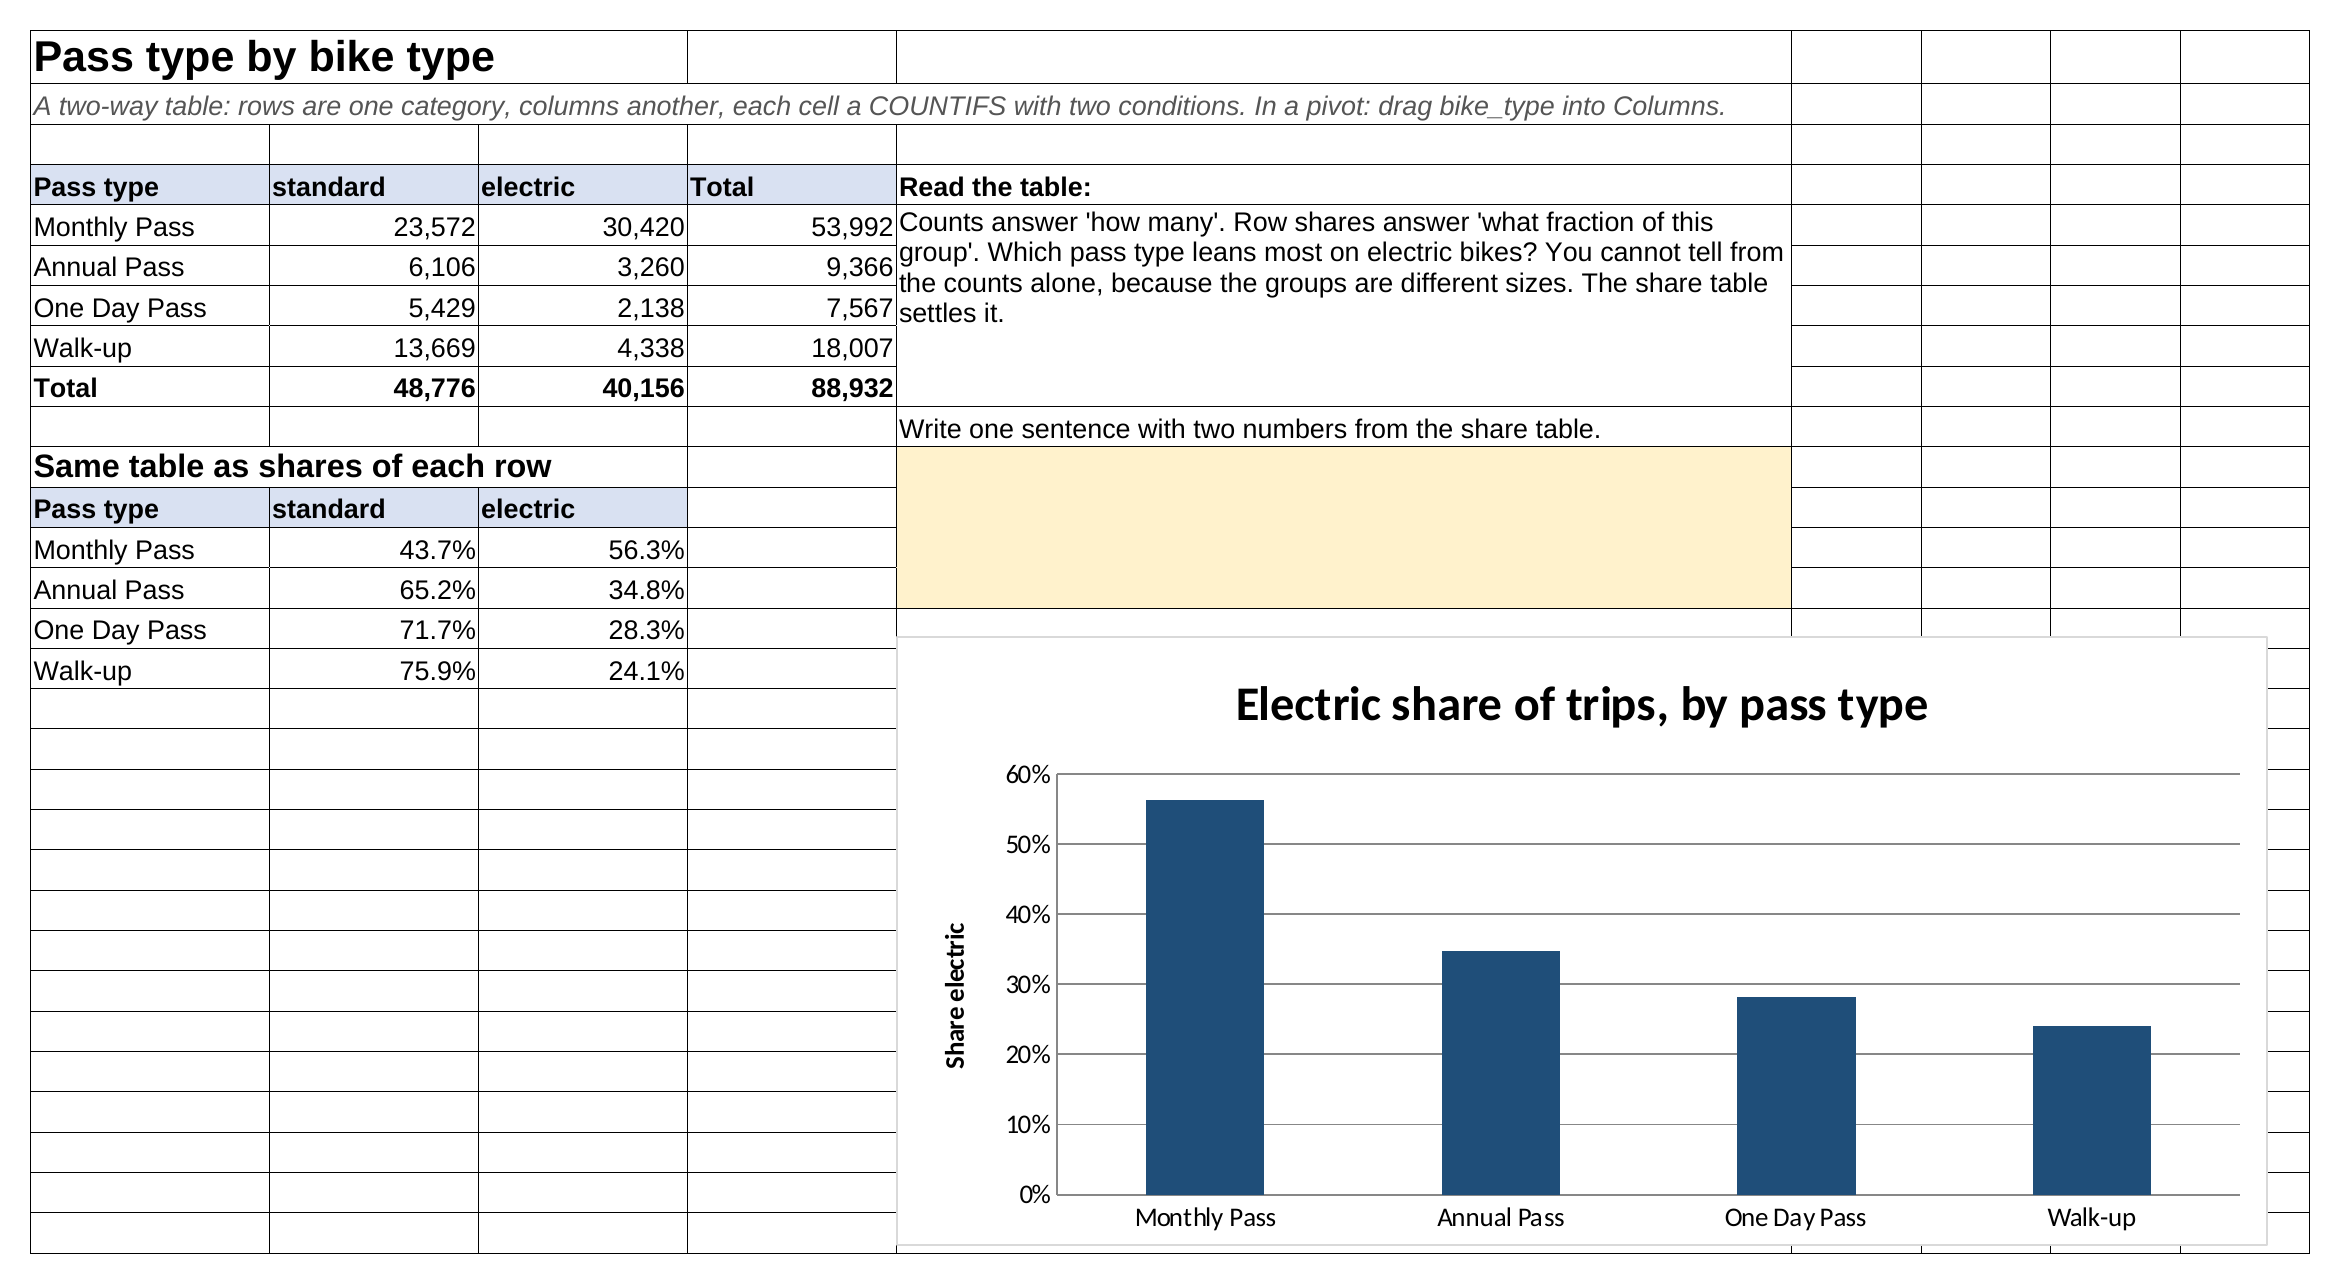 Pass type by bike type
A two-way table: rows are one category, columns another, each cell a COUNTIFS with two conditions. In a pivot: drag bike_type into Columns.
Pass type standard electric Total Read the table:
Monthly Pass 23,572 30,420 53,992
Annual Pass 6,106 3,260 9,366
One Day Pass 5,429 2,138 7,567
Walk-up 13,669 4,338 18,007
Total 48,776 40,156 88,932
Counts answer 'how many'. Row shares answer 'what fraction of this
group'. Which pass type leans most on electric bikes? You cannot tell from
the counts alone, because the groups are different sizes. The share table
settles it.
Write one sentence with two numbers from the share table.
Same table as shares of each row
Pass type standard electric
Monthly Pass 43.7% 56.3%
Annual Pass 65.2% 34.8%
One Day Pass 71.7% 28.3%
Walk-up 75.9% 24.1%
Electric share of trips, by pass type
Share electric
60%
50%
40%
30%
20%
10%
0%
Monthly Pass Annual Pass One Day Pass Walk-up